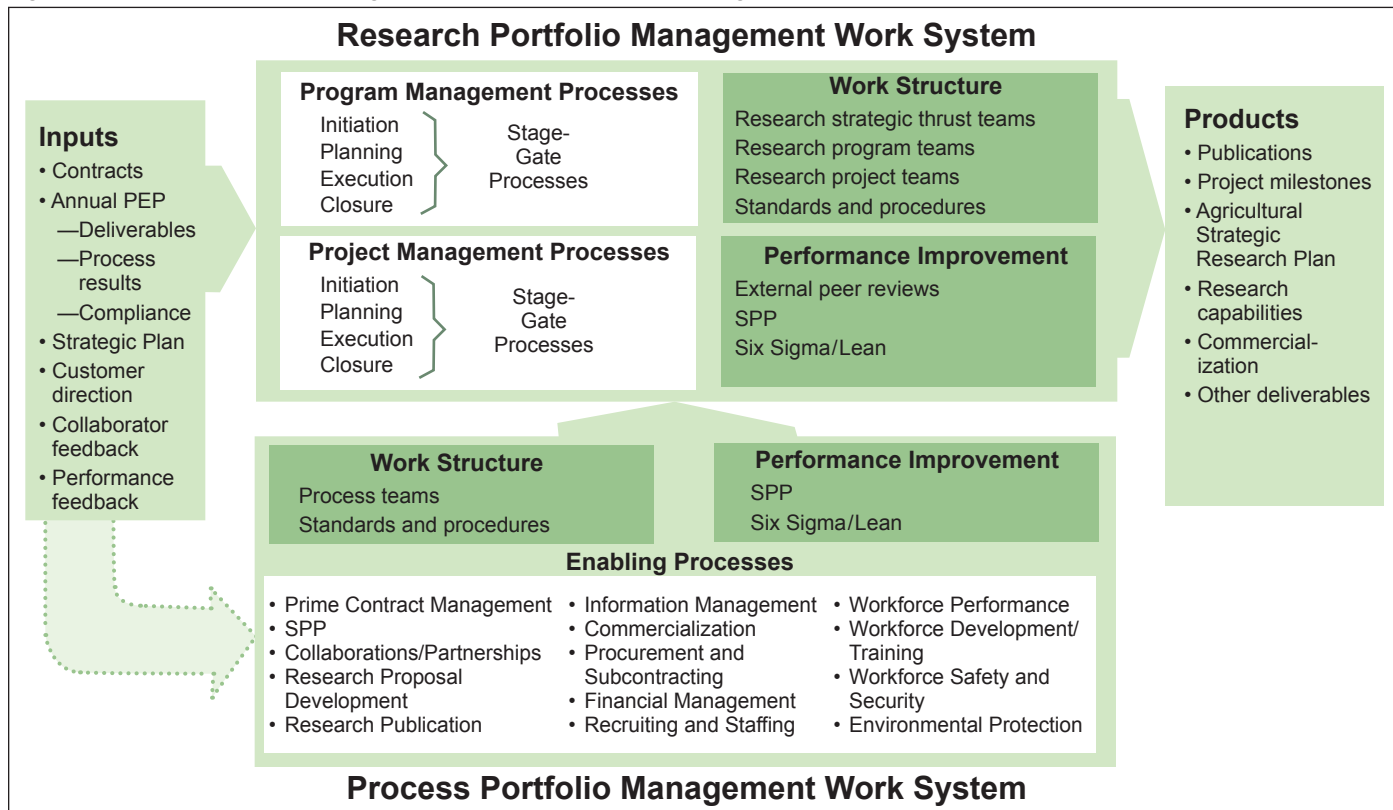 Research Portfolio Management Work System
Inputs
• Contracts
• Annual PEP
—Deliverables
—Process
results
—Compliance
• Strategic Plan
• Customer
direction
• Collaborator
feedback
• Performance
feedback
Program Management Processes
Initiation
Planning
Execution
Closure
Stage-
Gate
Processes
Project Management Processes
Initiation
Planning
Execution
Closure
Stage-
Gate
Processes
Work Structure
Research strategic thrust teams
Research program teams
Research project teams
Standards and procedures
Performance Improvement
External peer reviews
SPP
Six Sigma/Lean
Products
• Publications
• Project milestones
• Agricultural
Strategic
Research Plan
• Research
capabilities
• Commercial-
ization
• Other deliverables
Work Structure
Process teams
Standards and procedures
Performance Improvement
SPP
Six Sigma/Lean
Enabling Processes
• Prime Contract Management
• SPP
• Collaborations/Partnerships
• Research Proposal
Development
• Research Publication
• Information Management
• Commercialization
• Procurement and
Subcontracting
• Financial Management
• Recruiting and Staffing
• Workforce Performance
• Workforce Development/
Training
• Workforce Safety and
Security
• Environmental Protection
Process Portfolio Management Work System